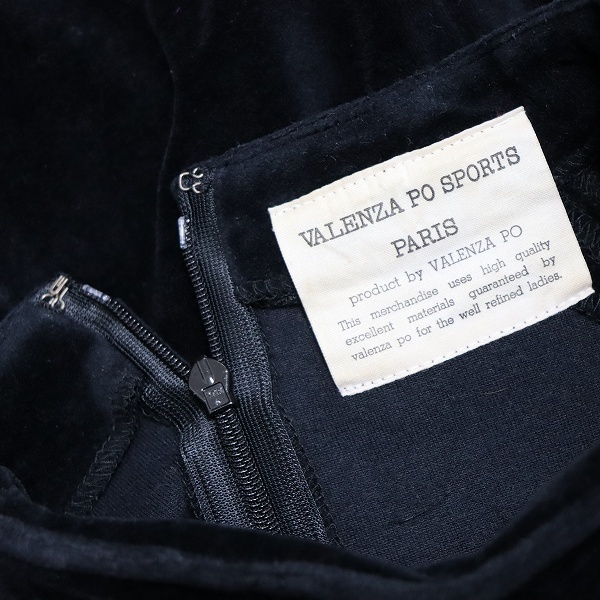 VALENZA PO SPORTS
PARIS
product by VALENZA PO
This merchandise uses high quality
excellent materials guaranteed by
valenza po for the well refined ladies.